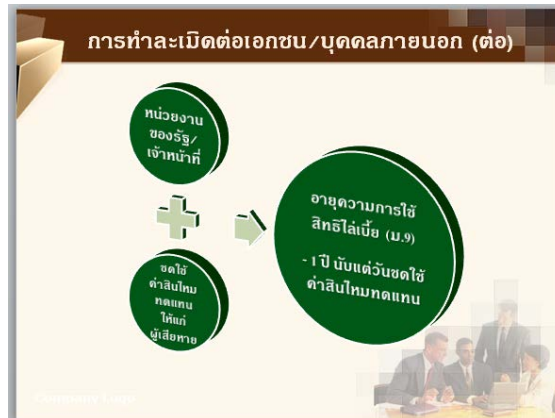 การทำละเมิดต่อเอกชน/บุคคลภายนอก (ต่อ)
หน่วยงาน
ของรัฐ/
เจ้าหน้าที่
ชดใช้
ค่าสินไหม
ทดแทน
ให้แก่
ผู้เสียหาย
อายุความการใช้
สิทธิไล่เบี้ย (ม.9)
- 1 ปี นับแต่วันชดใช้
ค่าสินไหมทดแทน
Company Logo